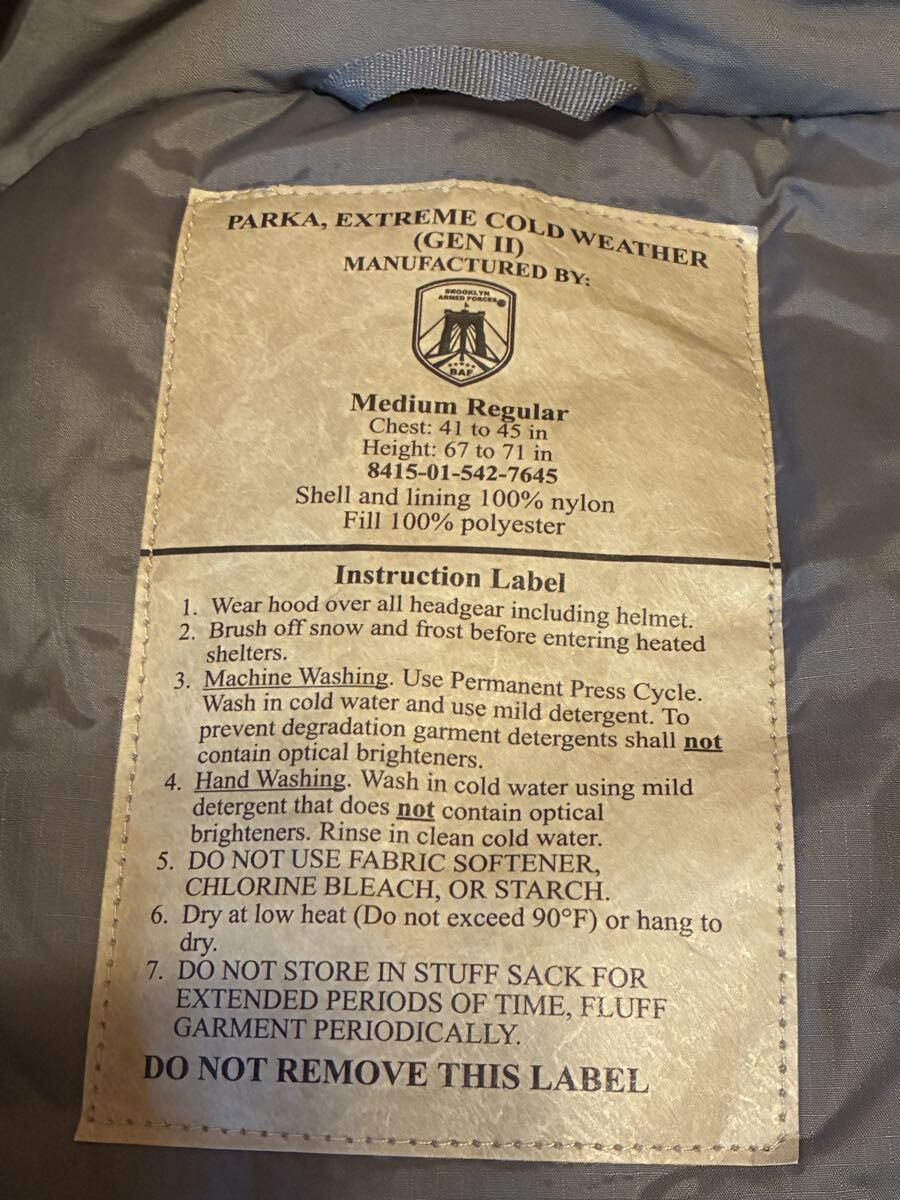 PARKA, EXTREME COLD WEATHER
(GEN II)
MANUFACTURED BY:
BROOKLYN
ARMED FORCES
BAF
Medium Regular
Chest: 41 to 45 in
Height: 67 to 71 in
8415-01-542-7645
Shell and lining 100% nylon
Fill 100% polyester
Instruction Label
1. Wear hood over all headgear including helmet.
2. Brush off snow and frost before entering heated
shelters.
3. Machine Washing. Use Permanent Press Cycle.
Wash in cold water and use mild detergent. To
prevent degradation garment detergents shall not
contain optical brighteners.
4. Hand Washing. Wash in cold water using mild
detergent that does not contain optical
brighteners. Rinse in clean cold water.
5. DO NOT USE FABRIC SOFTENER,
CHLORINE BLEACH, OR STARCH.
6. Dry at low heat (Do not exceed 90°F) or hang to
dry.
7. DO NOT STORE IN STUFF SACK FOR
EXTENDED PERIODS OF TIME, FLUFF
GARMENT PERIODICALLY.
DO NOT REMOVE THIS LABEL